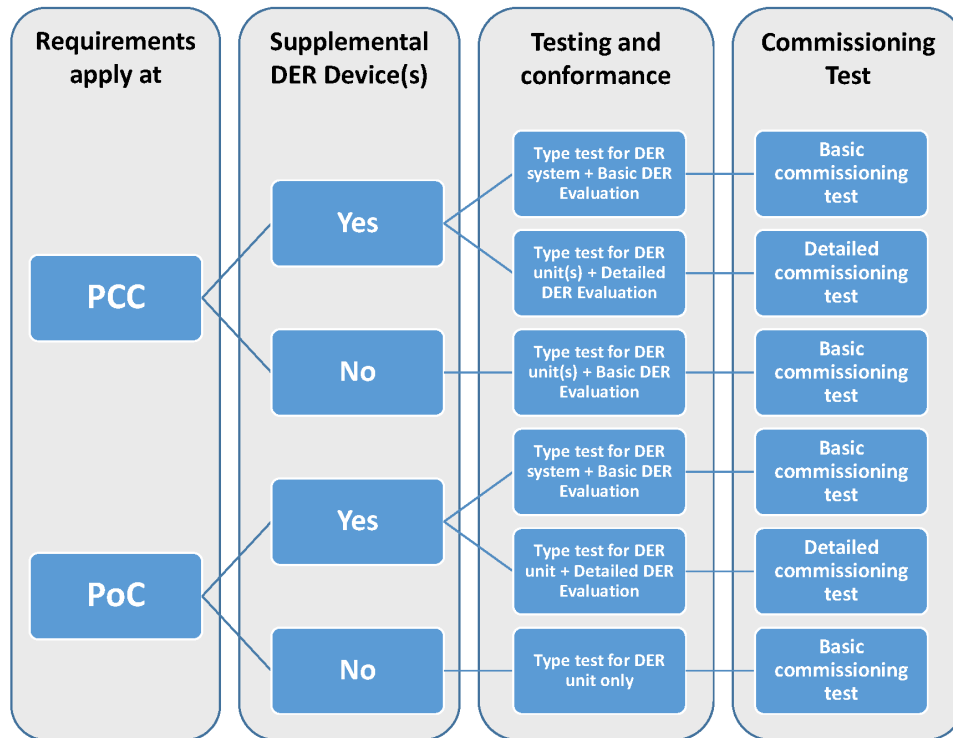 Requirements
apply at
Supplemental
DER Device(s)
Testing and
conformance
Commissioning
Test
PCC
Yes
Type test for DER
system + Basic DER
Evaluation
Basic
commissioning
test
Type test for DER
unit(s) + Detailed
DER Evaluation
Detailed
commissioning
test
No
Type test for DER
unit(s) + Basic DER
Evaluation
Basic
commissioning
test
PoC
Yes
Type test for DER
system + Basic DER
Evaluation
Basic
commissioning
test
Type test for DER
unit + Detailed DER
Evaluation
Detailed
commissioning
test
No
Type test for DER
unit only
Basic
commissioning
test